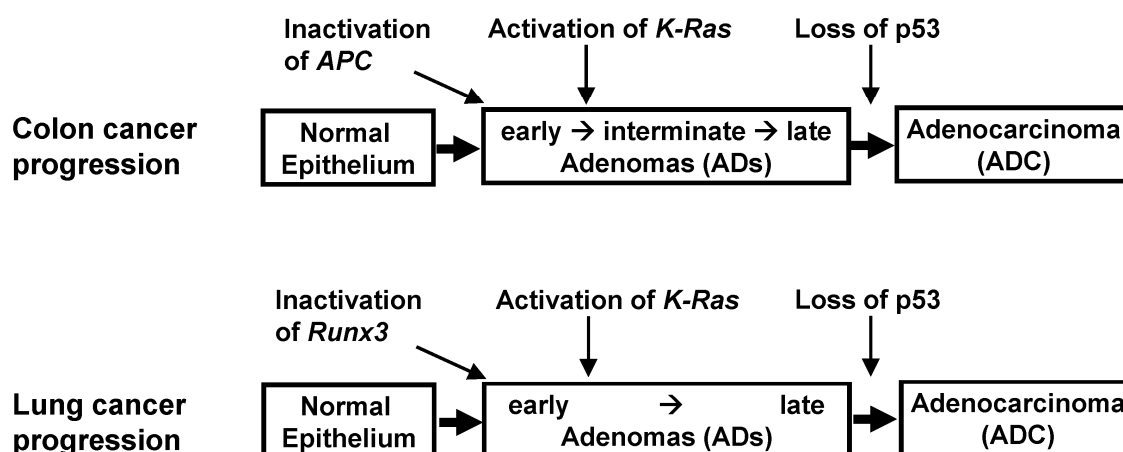 Inactivation
of APC
Activation of K-Ras
Loss of p53
Colon cancer
progression
Normal
Epithelium
early → interminate → late
Adenomas (ADs)
Adenocarcinoma
(ADC)
Inactivation
of Runx3
Activation of K-Ras
Loss of p53
Lung cancer
progression
Normal
Epithelium
early → late
Adenomas (ADs)
Adenocarcinoma
(ADC)